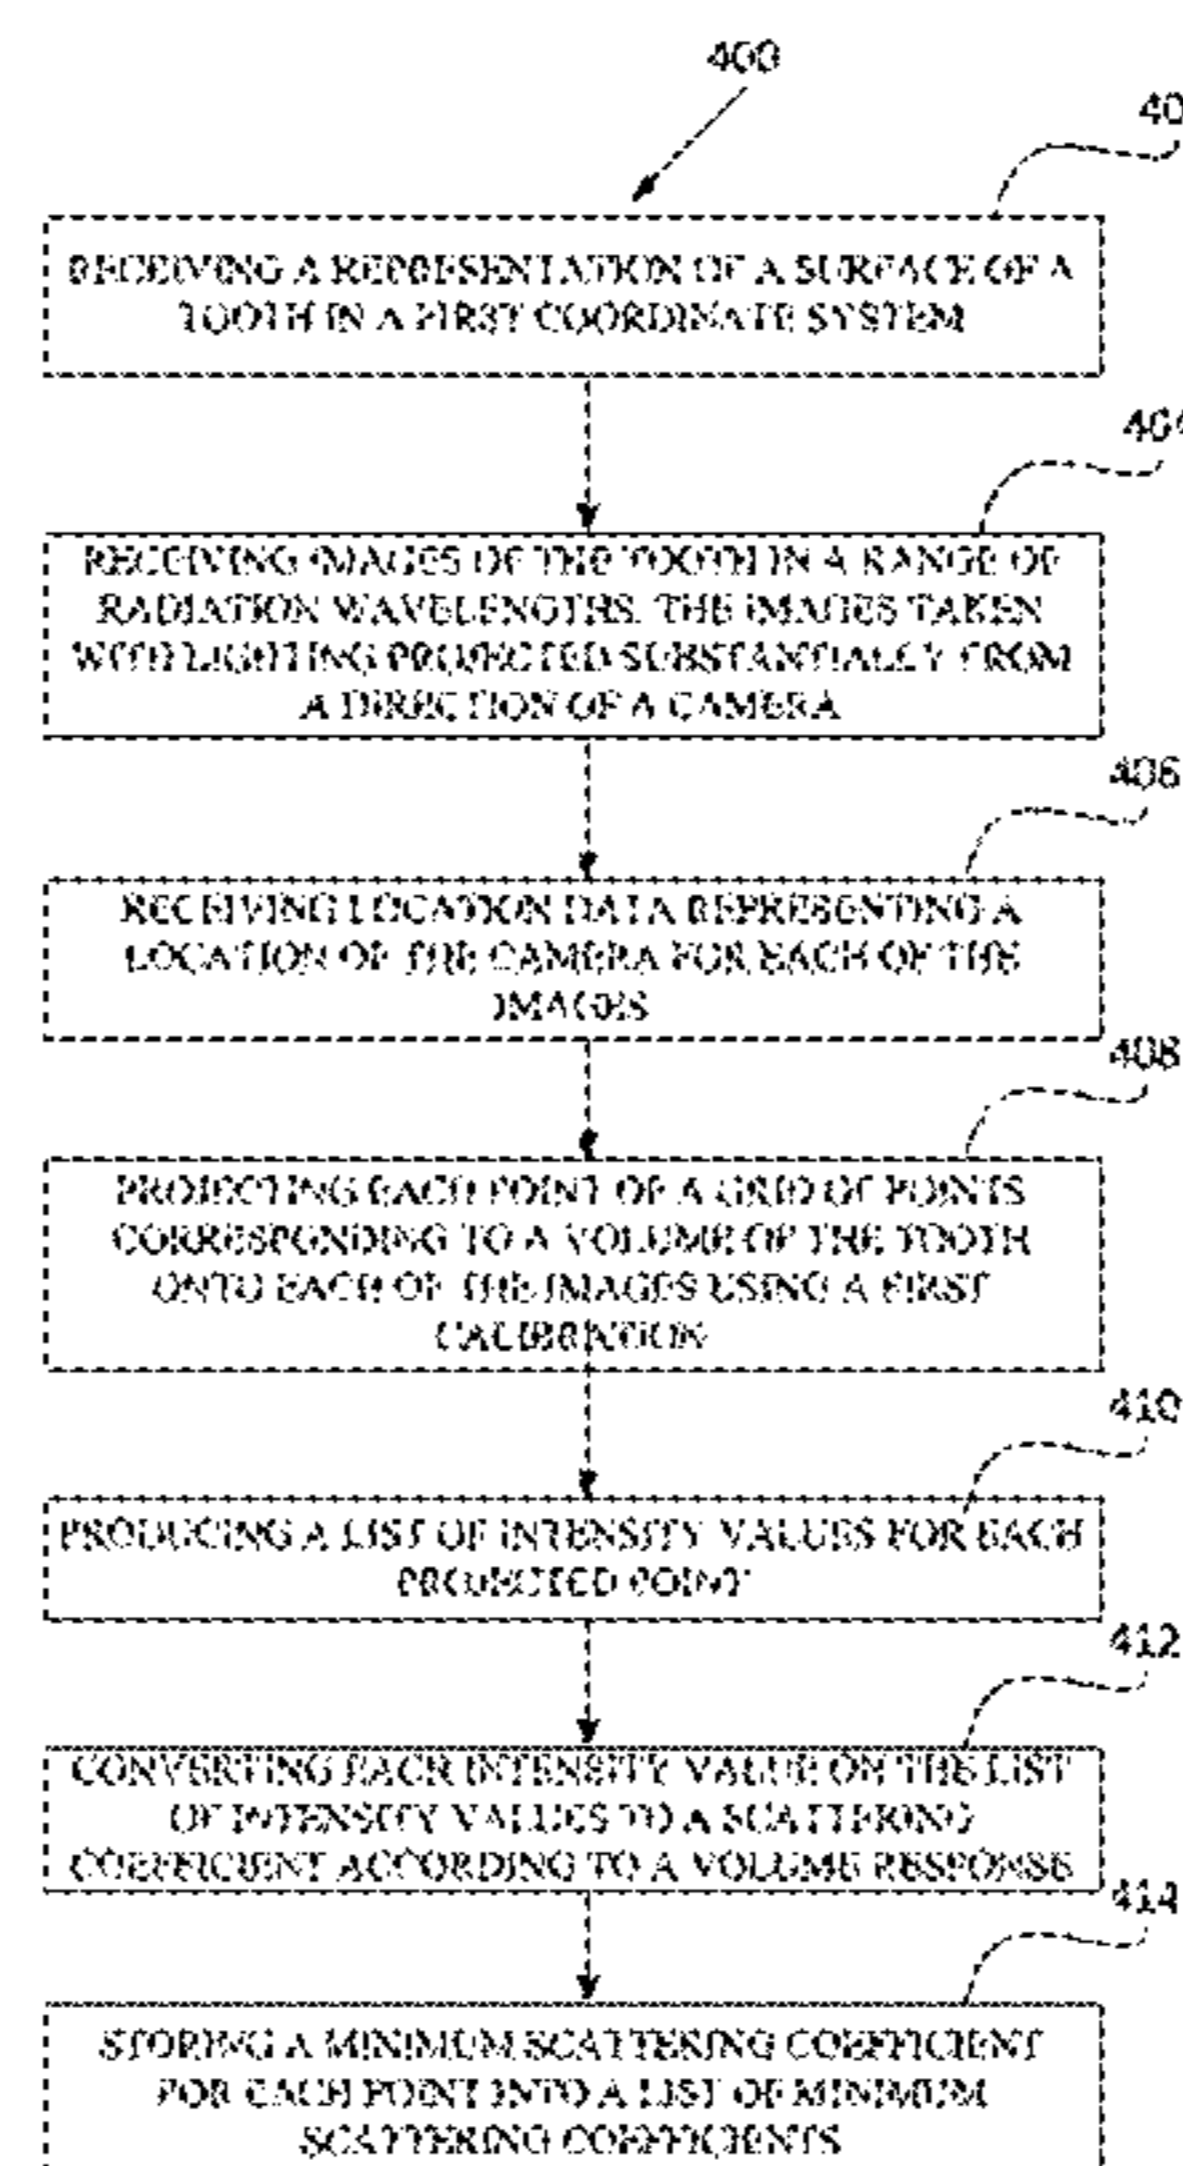 400
40
RECEIVING A REPRESENTATION OF A SURFACE OF A
TOOTH IN A FIRST COORDINATE SYSTEM
404
RECEIVING IMAGES OF THE TOOTH IN A RANGE OF
RADIATION WAVELENGTHS, THE IMAGES TAKEN
WITH LIGHTING PROJECTED SUBSTANTIALLY FROM
A DIRECTION OF A CAMERA
406
RECEIVING LOCATION DATA REPRESENTING A
LOCATION OF THE CAMERA FOR EACH OF THE
IMAGES
408
PROJECTING EACH POINT OF A GRID OF POINTS
CORRESPONDING TO A VOLUME OF THE TOOTH
ONTO EACH OF THE IMAGES USING A FIRST
CALIBRATION
410
PRODUCING A LIST OF INTENSITY VALUES FOR EACH
PROJECTED POINT
412
CONVERTING EACH INTENSITY VALUE ON THE LIST
OF INTENSITY VALUES TO A SCATTERING
COEFFICIENT ACCORDING TO A VOLUME RESPONSE
414
STORING A MINIMUM SCATTERING COEFFICIENT
FOR EACH POINT INTO A LIST OF MINIMUM
SCATTERING COEFFICIENTS